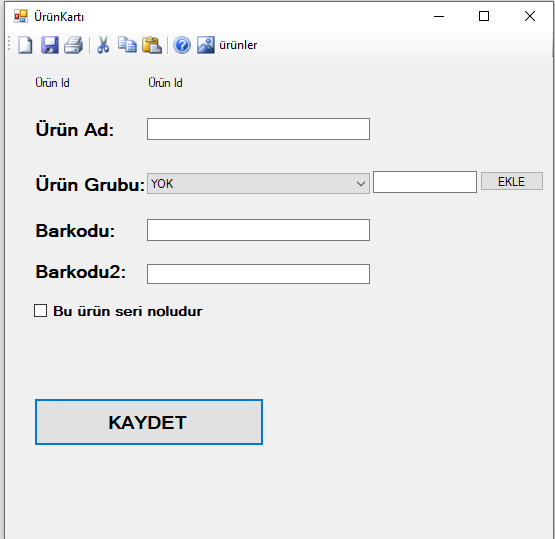 ÜrünKartı
ürünler
Ürün Id Ürün Id
Ürün Ad:
Ürün Grubu: YOK EKLE
Barkodu:
Barkodu2:
Bu ürün seri noludur
KAYDET